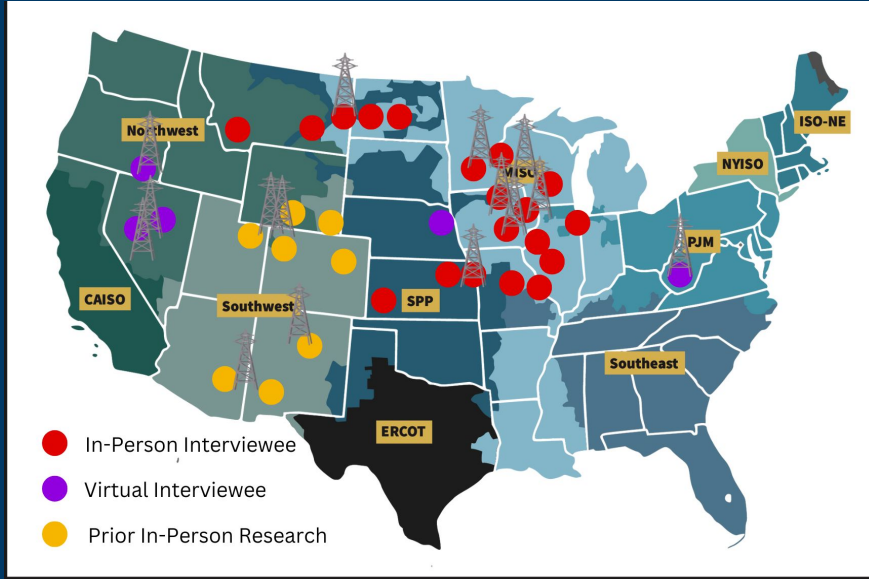 ISO-NE
Northwest
MISO
NYISO
PJM
CAISO
Southwest
SPP
Southeast
ERCOT
In-Person Interviewee
Virtual Interviewee
Prior In-Person Research